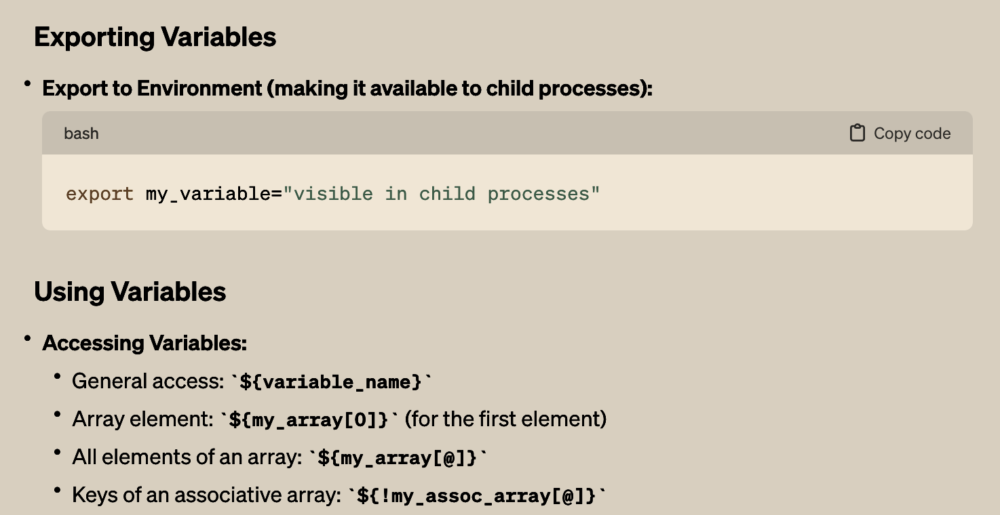 Exporting Variables
• Export to Environment (making it available to child processes):
bash
Copy code
export my_variable="visible in child processes"
Using Variables
• Accessing Variables:
• General access: `${variable_name}`
• Array element: `${my_array[0]}` (for the first element)
• All elements of an array: `${my_array[@]}`
• Keys of an associative array: `${!my_assoc_array[@]}`